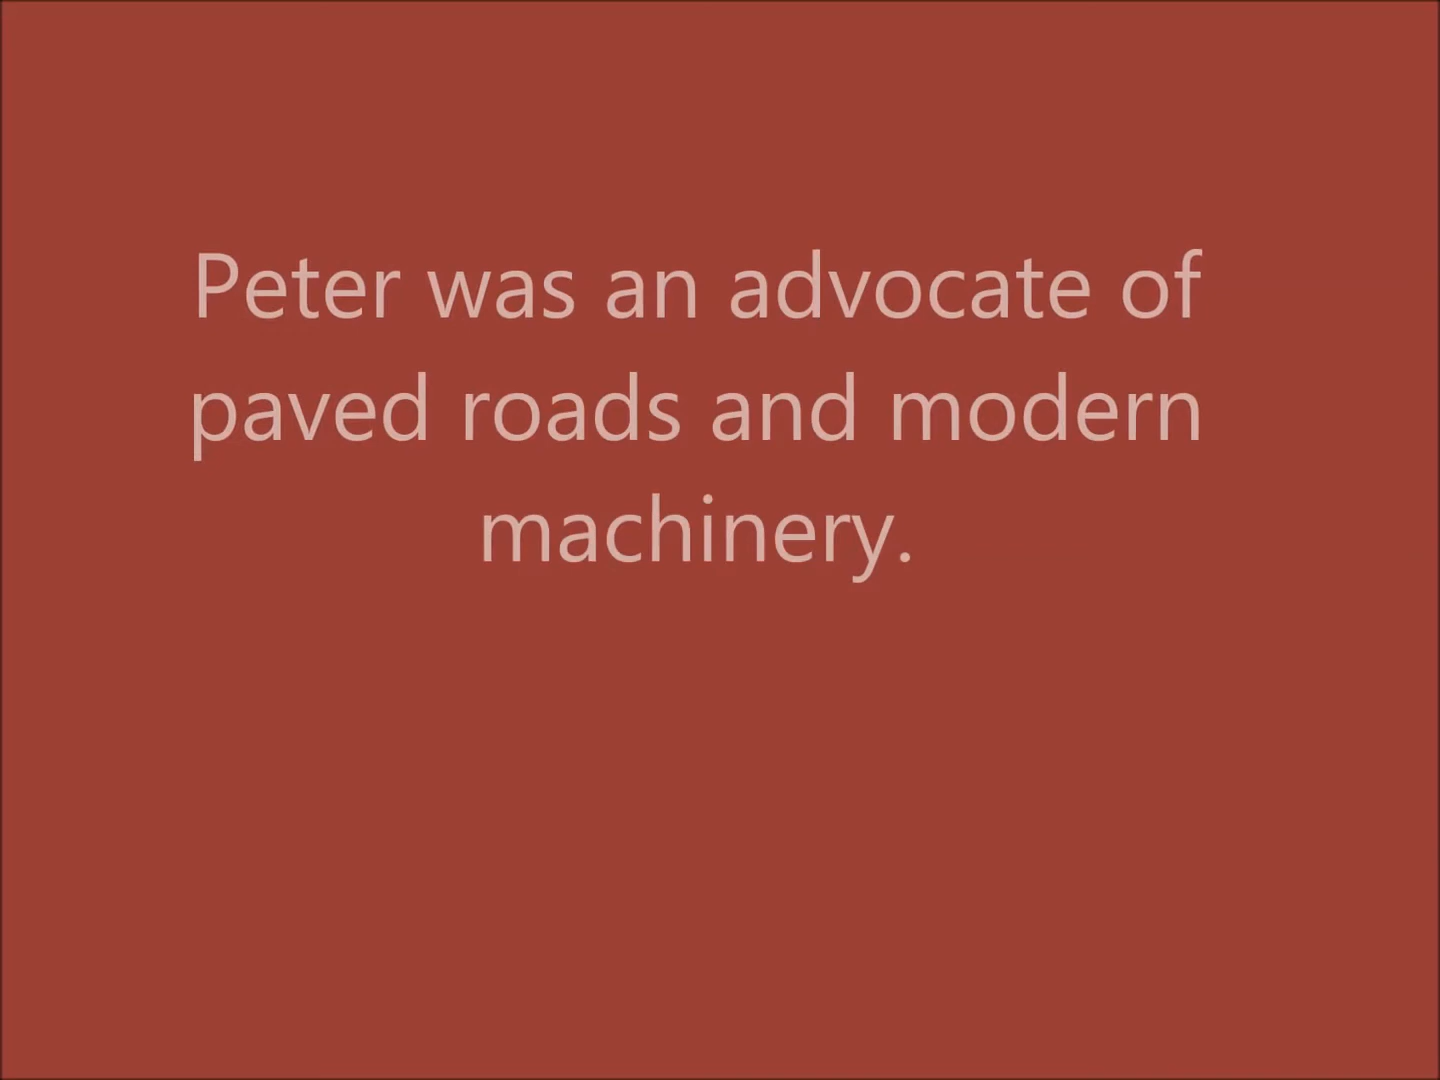 Peter was an advocate of
paved roads and modern
machinery.